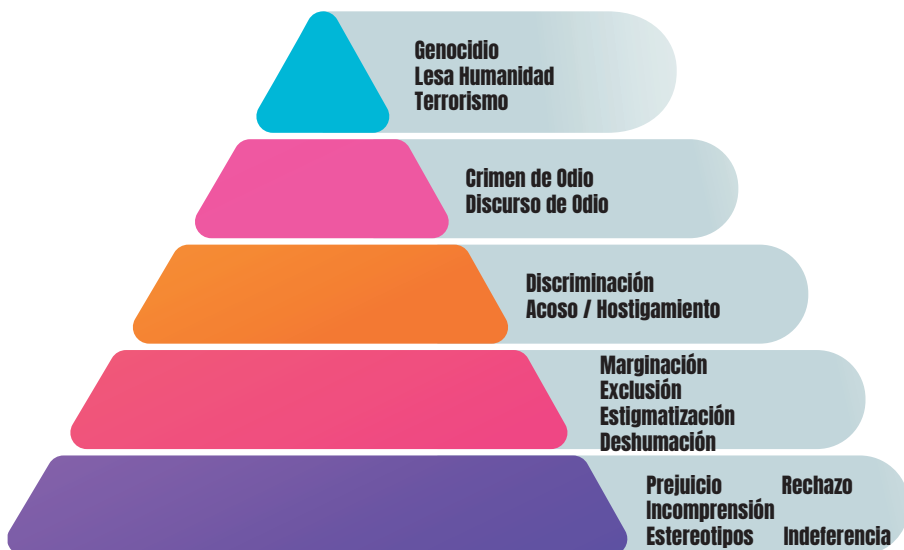 Genocidio
Lesa Humanidad
Terrorismo
Crimen de Odio
Discurso de Odio
Discriminación
Acoso / Hostigamiento
Marginación
Exclusión
Estigmatización
Deshumación
Prejuicio Rechazo
Incomprensión
Estereotipos Indeferencia